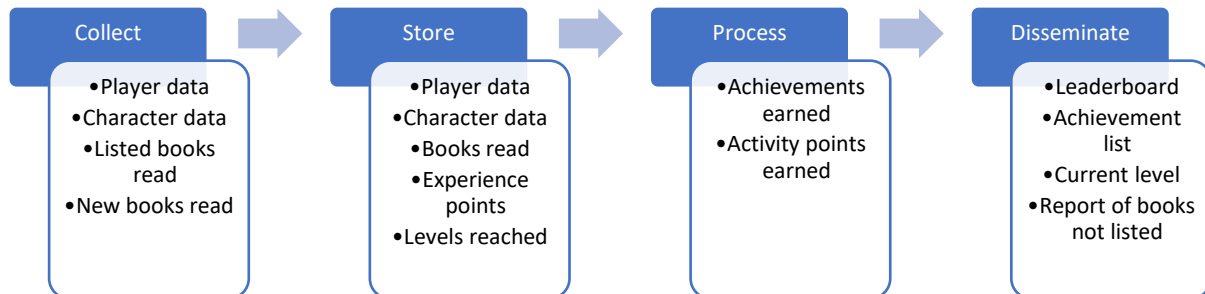 Collect
•Player data
•Character data
•Listed books
read
•New books read
Store
•Player data
•Character data
•Books read
•Experience
points
•Levels reached
Process
•Achievements
earned
•Activity points
earned
Disseminate
•Leaderboard
•Achievement
list
•Current level
•Report of books
not listed